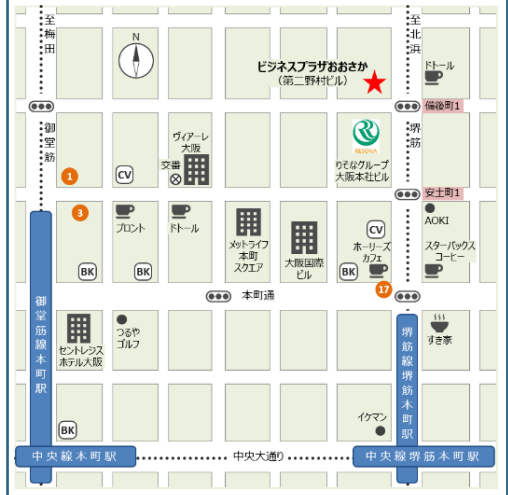 至梅田
至北浜
N
ビジネスプラザおおさか
(第二野村ビル)
ドトール
備後町1
御堂筋
堺筋
ヴィアーレ
大阪
交番
CV
RESONA
りそなグループ
大阪本社ビル
1
安土町1
3
プロント
ドトール
メットライフ
本町
スクエア
大阪国際
ビル
CV
ホーリーズ
カフェ
AOKI
スターバックス
コーヒー
BK
BK
BK
17
本町通
御堂筋線本町駅
セントレジス
ホテル大阪
つるや
ゴルフ
堺筋線堺筋本町駅
すき家
イケマン
BK
中央線本町駅
中央大通り
中央線堺筋本町駅